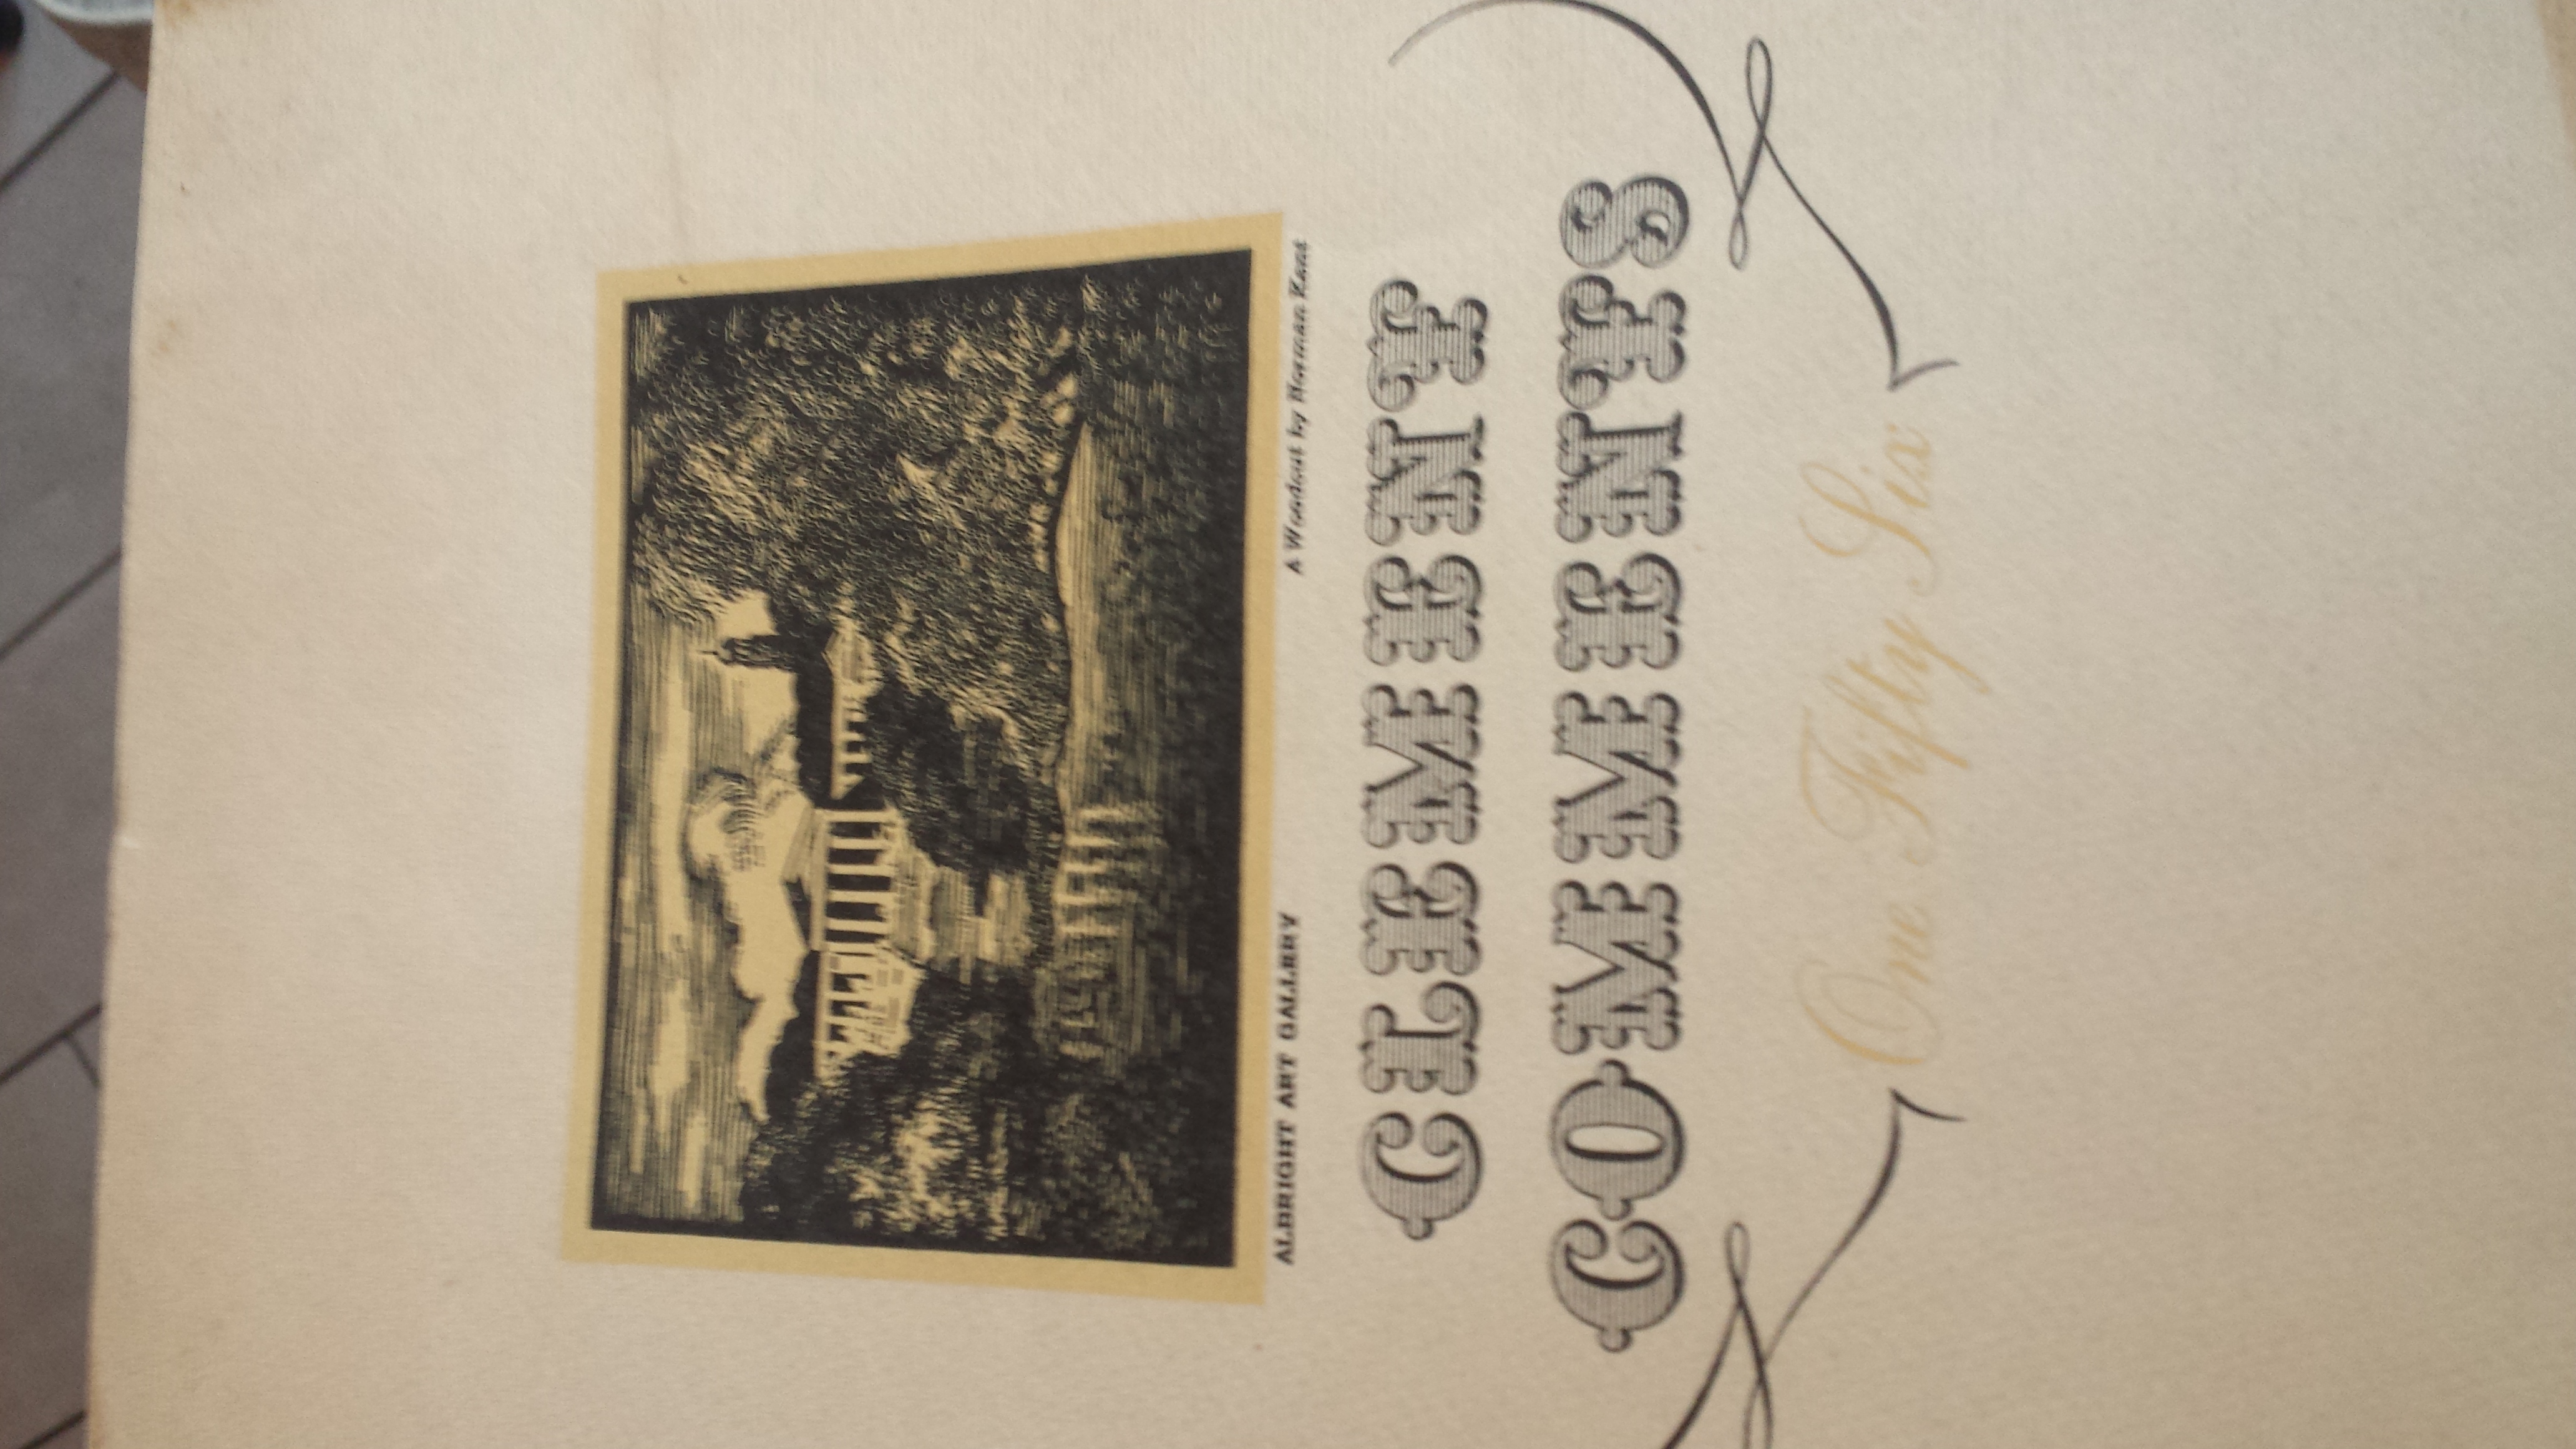 ALBRIGHT ART GALLERY
A Woodcut by Norman Kent
CLEMENT
COMMENTS
One Fifty Six